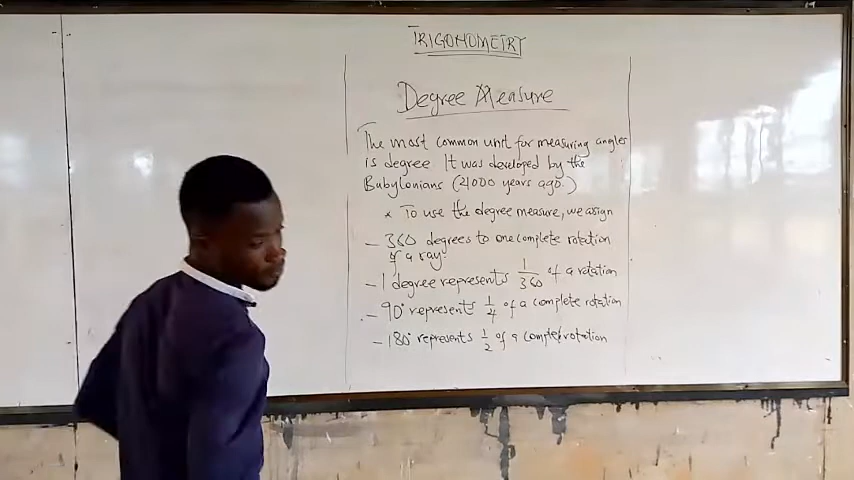 TRIGONOMETRY
Degree Measure
The most common unit for measuring angles
is degree It was developed by the
Babylonians (4000 years ago.)
* To use the degree measure, we assign
- 360 degrees to one complete rotation
of a ray.
- 1 degree represents 1/360 of a rotation
- 90° represents 1/4 of a complete rotation
- 180° represents 1/2 of a complete rotation